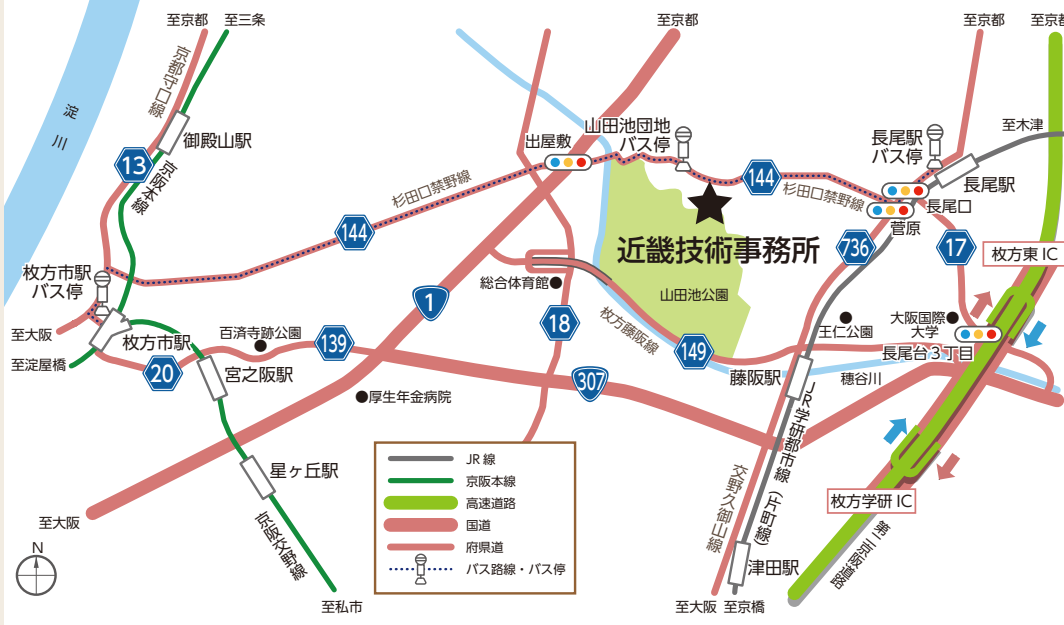 至京都
至三条
至京都
至京都
至京都
京都守口線
淀川
御殿山駅
13
京阪本線
出屋敷
山田池団地
バス停
長尾駅
バス停
至木津
長尾駅
144
杉田口禁野線
杉田口禁野線
144
長尾口
菅原
近畿技術事務所
736
17
枚方東 IC
枚方市駅
バス停
総合体育館
山田池公園
1
18
枚方藤阪線
王仁公園
大阪国際
大学
至大阪
百済寺跡公園
枚方市駅
139
149
長尾台3丁目
至淀屋橋
20
宮之阪駅
307
藤阪駅
穂谷川
厚生年金病院
JR学研都市線(片町線)
星ヶ丘駅
JR 線
京阪本線
高速道路
国道
府県道
バス路線・バス停
交野久御山線
枚方学研 IC
第二京阪道路
至大阪
京阪交野線
N
津田駅
至私市
至大阪
至京橋